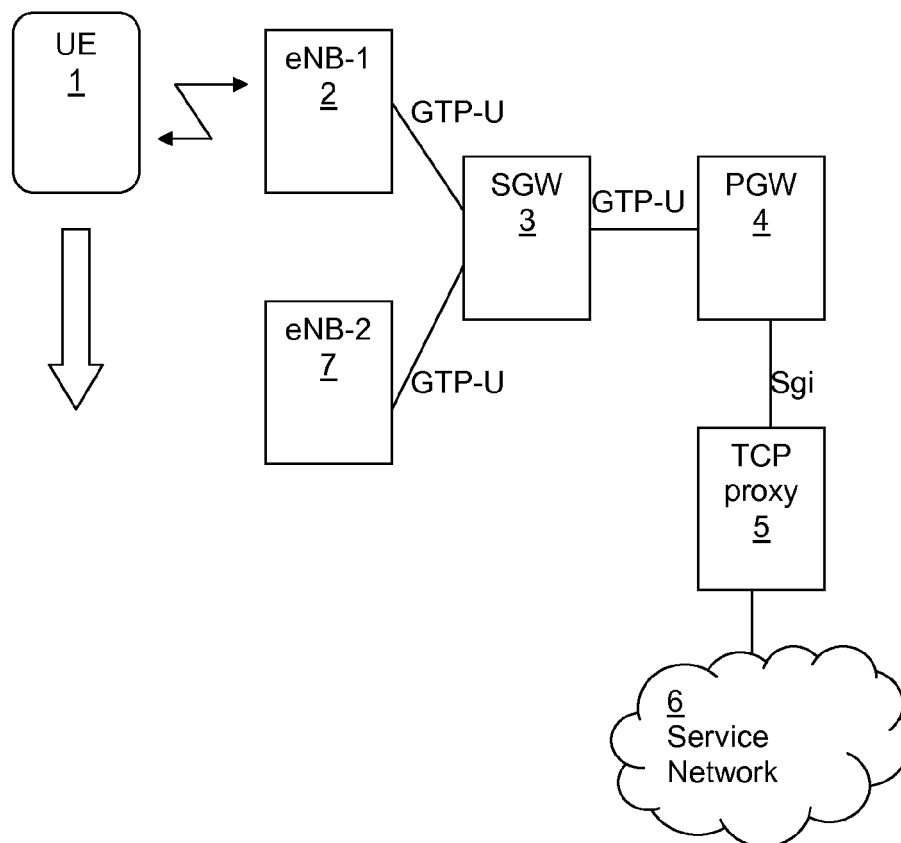 UE
1
eNB-1
2
GTP-U
SGW
3
GTP-U
PGW
4
eNB-2
7
GTP-U
Sgi
TCP
proxy
5
6
Service
Network